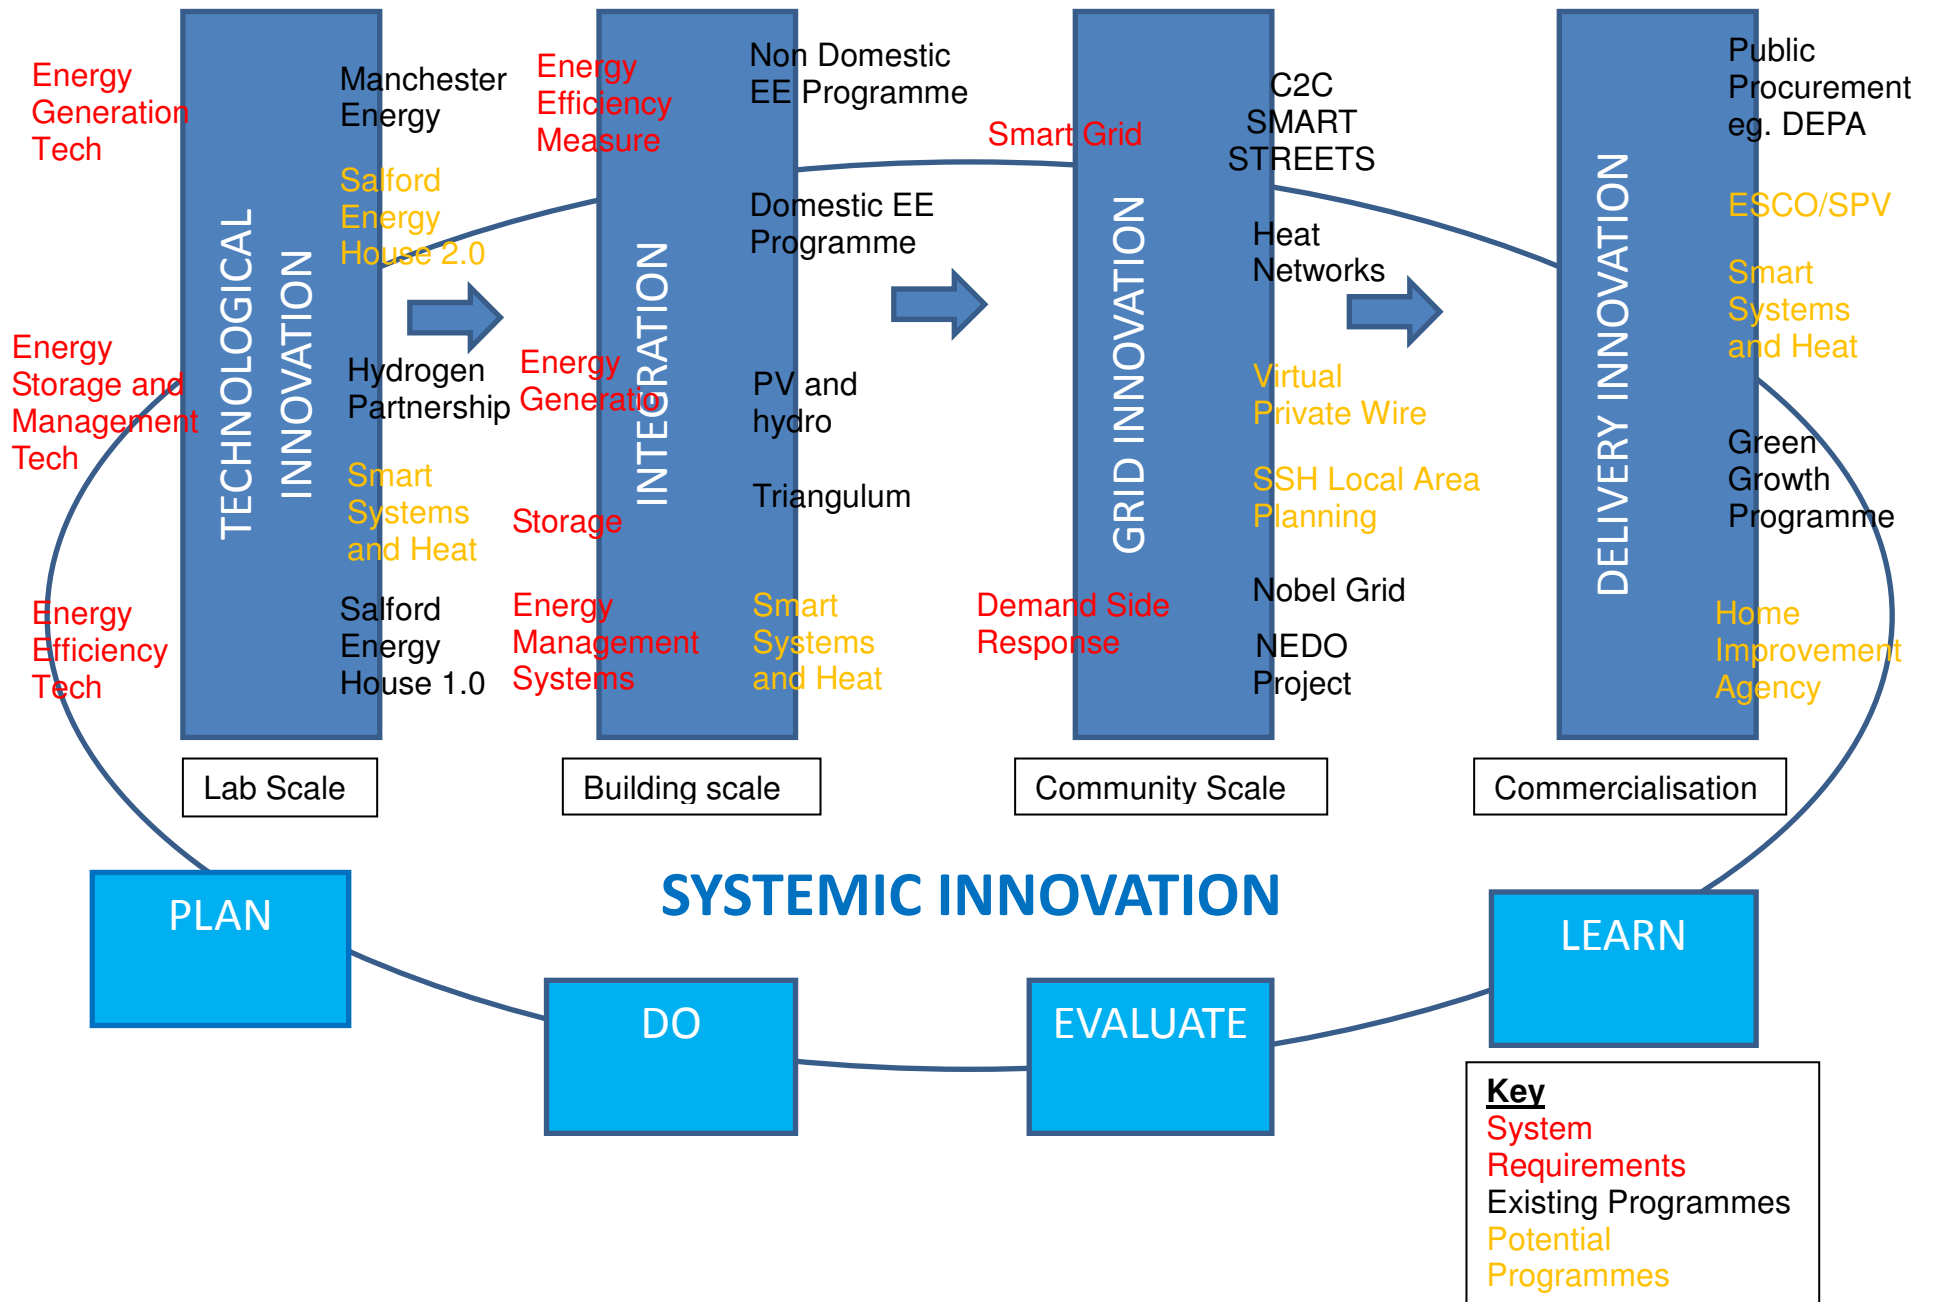 Energy
Generation
Tech
Energy
Storage and
Management
Tech
Energy
Efficiency
Tech
TECHNOLOGICAL
INNOVATION
Manchester
Energy
Salford
Energy
House 2.0
Hydrogen
Partnership
Smart
Systems
and Heat
Salford
Energy
House 1.0
Lab Scale
Energy
Efficiency
Measure
Energy
Generatio
Storage
Energy
Management
Systems
INTEGRATION
Non Domestic
EE Programme
Domestic EE
Programme
PV and
hydro
Triangulum
Smart
Systems
and Heat
Building scale
Smart Grid
Demand Side
Response
GRID INNOVATION
C2C
SMART
STREETS
Heat
Networks
Virtual
Private Wire
SSH Local Area
Planning
Nobel Grid
NEDO
Project
Community Scale
DELIVERY INNOVATION
Public
Procurement
eg. DEPA
ESCO/SPV
Smart
Systems
and Heat
Green
Growth
Programme
Home
Improvement
Agency
Commercialisation
SYSTEMIC INNOVATION
PLAN
DO
EVALUATE
LEARN
Key
System
Requirements
Existing Programmes
Potential
Programmes